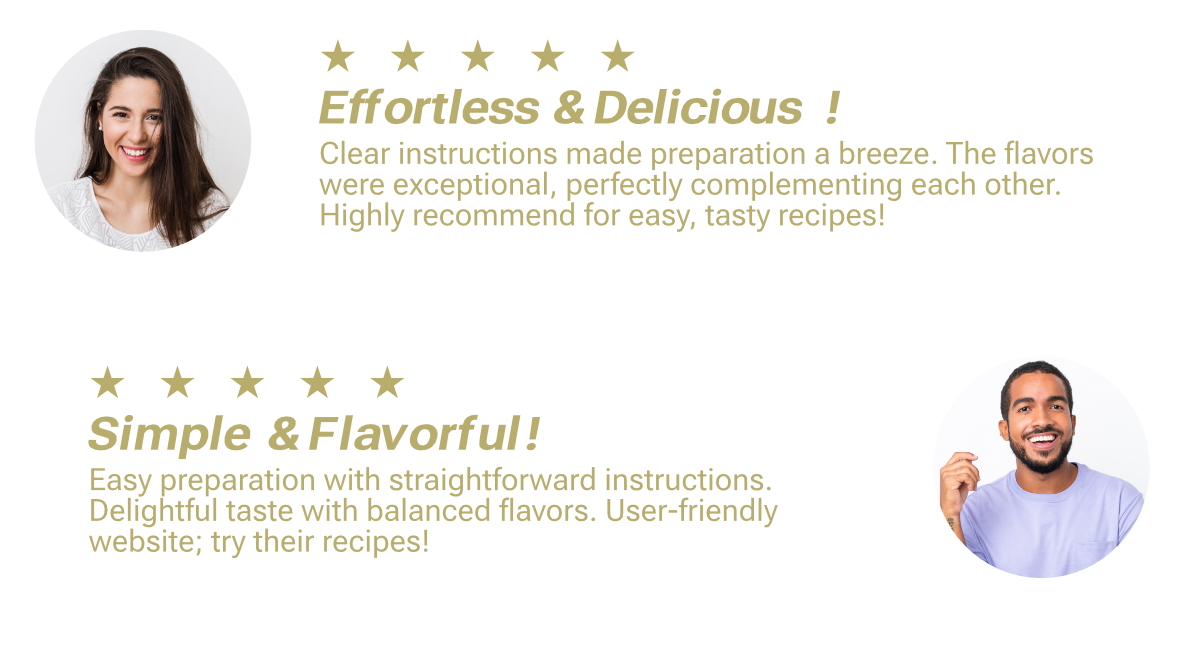 ★ ★ ★ ★ ★
Effortless & Delicious !
Clear instructions made preparation a breeze. The flavors
were exceptional, perfectly complementing each other.
Highly recommend for easy, tasty recipes!
★ ★ ★ ★ ★
Simple & Flavorful!
Easy preparation with straightforward instructions.
Delightful taste with balanced flavors. User-friendly
website; try their recipes!